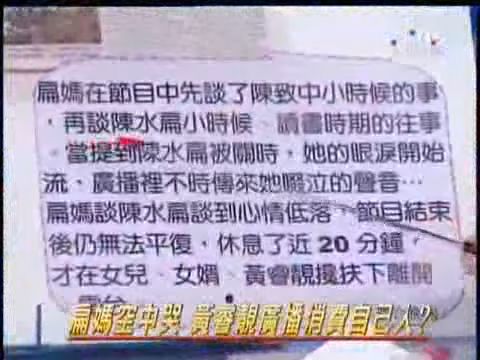 扁媽在節目中先談了陳致中小時候的事
，再談陳水扁小時候、讀書時期的往事
。當提到陳水扁被關時，她的眼淚開始
流，廣播裡不時傳來她啜泣的聲音…
扁媽談陳水扁談到心情低落，節目結束
後仍無法平復，休息了近20分鐘，
才在女兒、女婿、黃睿靚攙扶下離開
電台。
扁媽空中哭 黃睿靚廣播消費自己人？